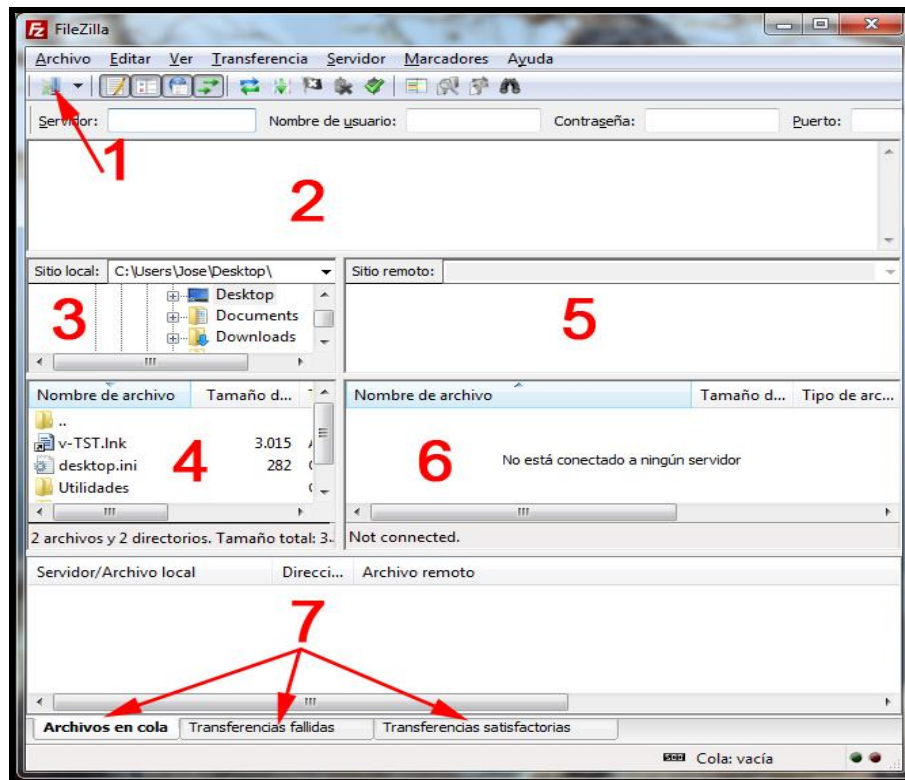 FileZilla
Archivo Editar Ver Transferencia Servidor Marcadores Ayuda
Servidor: Nombre de usuario: Contraseña: Puerto:
1
2
Sitio local: C:\Users\Jose\Desktop\ Sitio remoto:
Desktop
Documents
Downloads
3
5
Nombre de archivo Tamaño d... Nombre de archivo Tamaño d... Tipo de arc...
..
v-TST.lnk 3.015
desktop.ini 282
Utilidades
4
6
No está conectado a ningún servidor
2 archivos y 2 directorios. Tamaño total: 3. Not connected.
Servidor/Archivo local Direcci... Archivo remoto
7
Archivos en cola Transferencias fallidas Transferencias satisfactorias
Cola: vacía